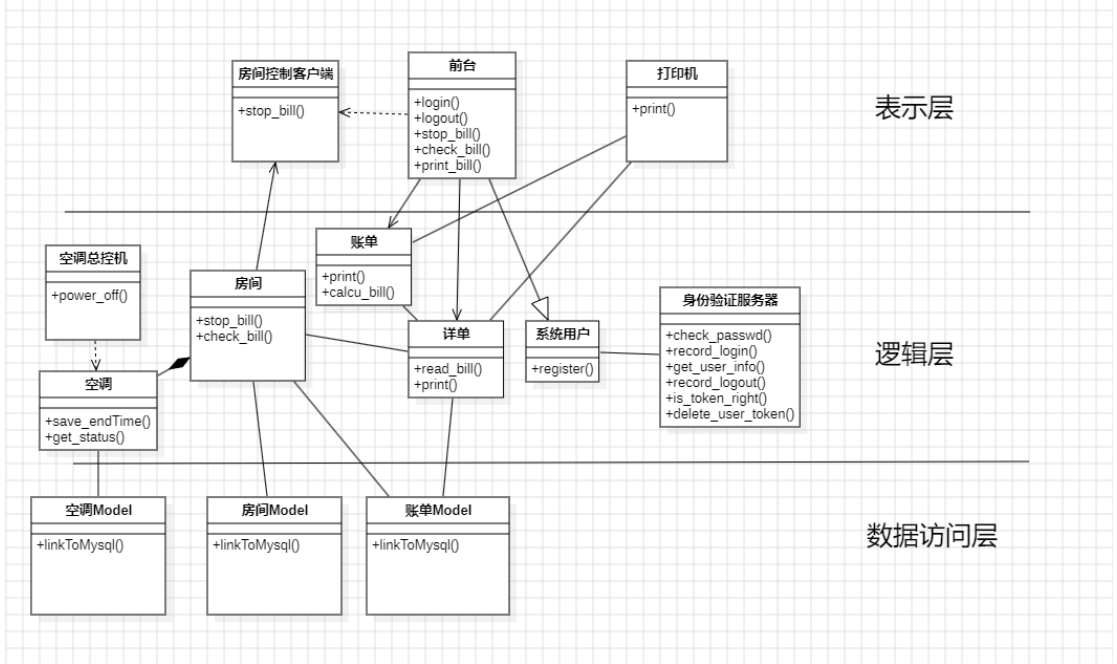 房间控制客户端
+stop_bill()
前台
+login()
+logout()
+stop_bill()
+check_bill()
+print_bill()
打印机
+print()
表示层
空调总控机
+power_off()
房间
+stop_bill()
+check_bill()
账单
+print()
+calcu_bill()
详单
+read_bill()
+print()
系统用户
+register()
身份验证服务器
+check_passwd()
+record_login()
+get_user_info()
+record_logout()
+is_token_right()
+delete_user_token()
逻辑层
空调
+save_endTime()
+get_status()
空调Model
+linkToMysql()
房间Model
+linkToMysql()
账单Model
+linkToMysql()
数据访问层